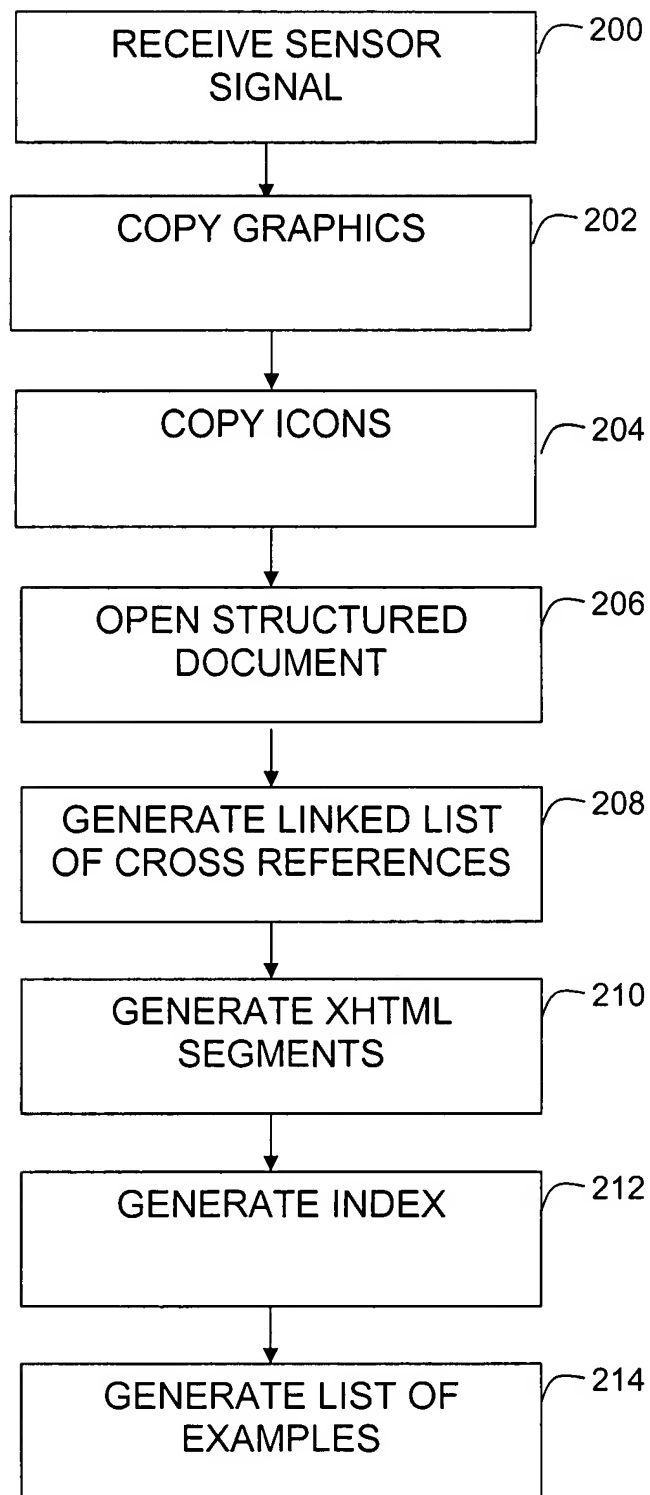 RECEIVE SENSOR
SIGNAL
200
COPY GRAPHICS
202
COPY ICONS
204
OPEN STRUCTURED
DOCUMENT
206
GENERATE LINKED LIST
OF CROSS REFERENCES
208
GENERATE XHTML
SEGMENTS
210
GENERATE INDEX
212
GENERATE LIST OF
EXAMPLES
214